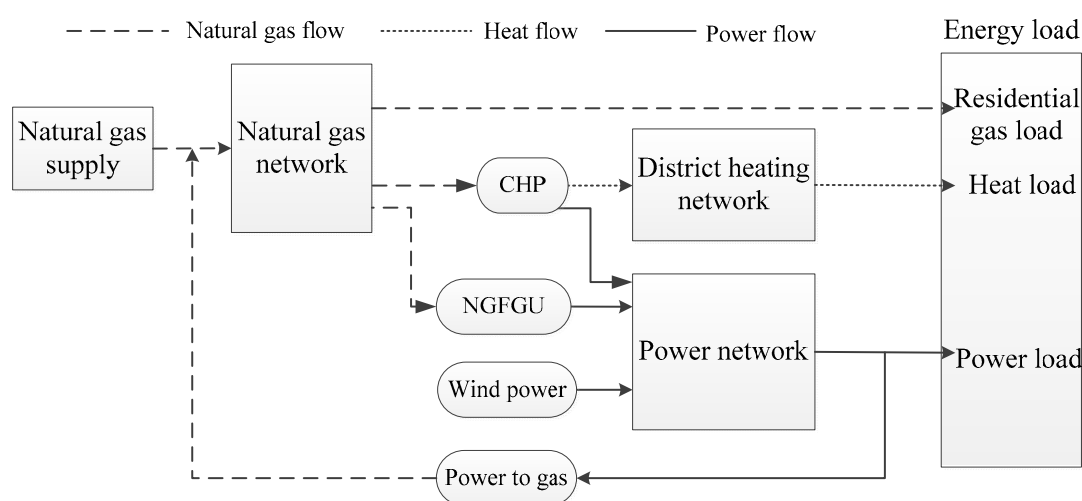 Natural gas flow
Heat flow
Power flow
Energy load
Natural gas
supply
Natural gas
network
CHP
NGFGU
Wind power
Power to gas
District heating
network
Power network
Residential
gas load
Heat load
Power load